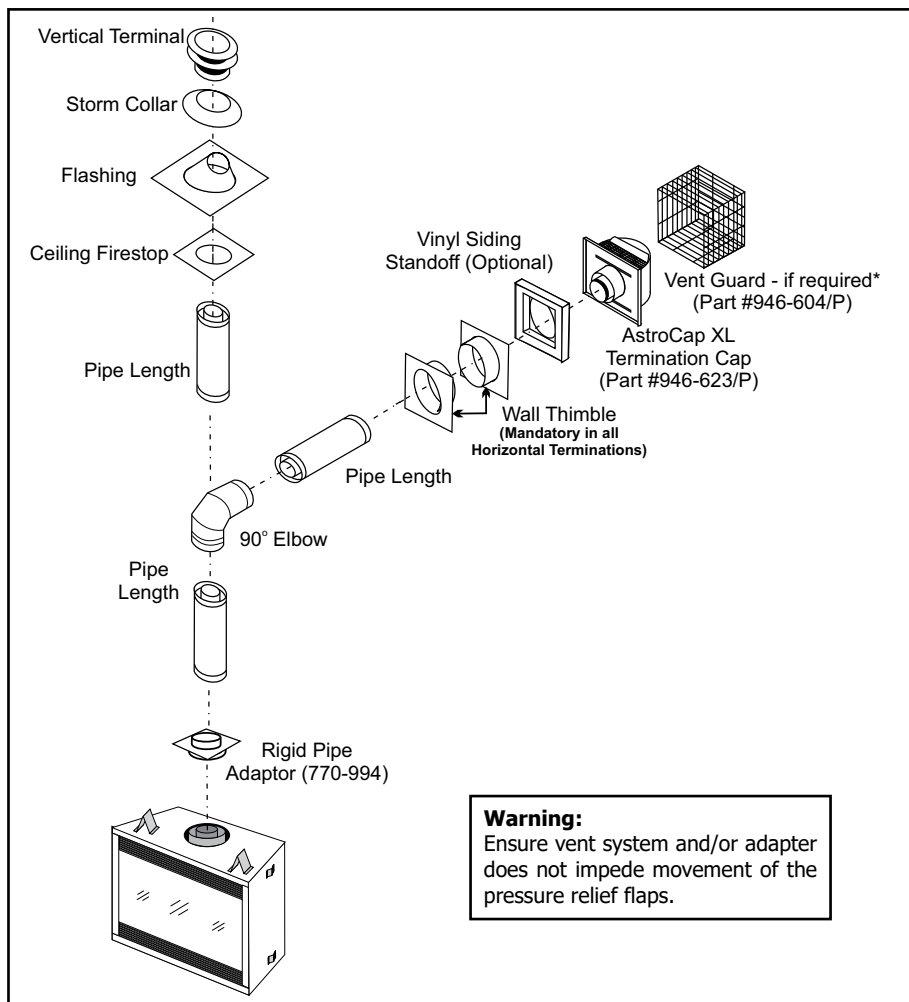 Vertical Terminal
Storm Collar
Flashing
Ceiling Firestop
Pipe Length
Vinyl Siding
Standoff (Optional)
Vent Guard - if required*
(Part #946-604/P)
AstroCap XL
Termination Cap
(Part #946-623/P)
Wall Thimble
(Mandatory in all
Horizontal Terminations)
Pipe Length
90° Elbow
Pipe
Length
Rigid Pipe
Adaptor (770-994)
Warning:
Ensure vent system and/or adapter
does not impede movement of the
pressure relief flaps.